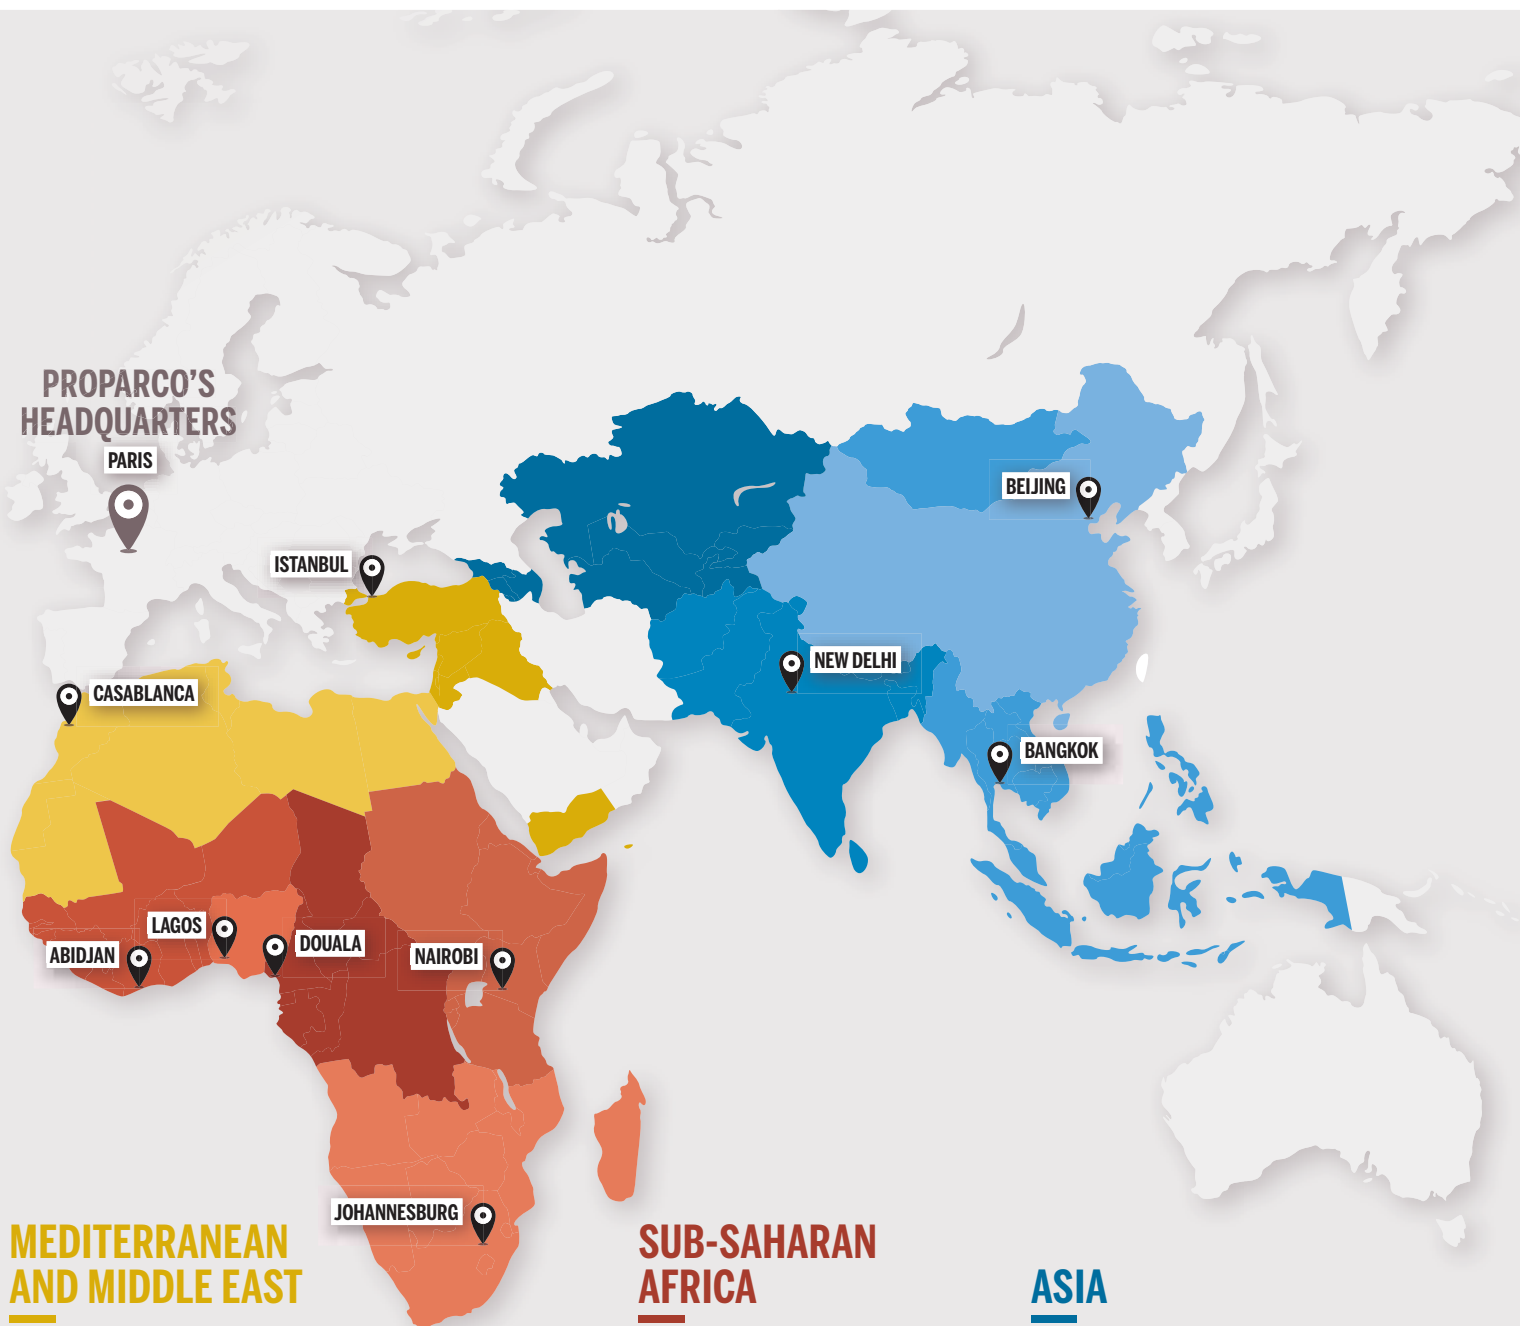 PROPARCO'S
HEADQUARTERS
PARIS
BEIJING
ISTANBUL
NEW DELHI
CASABLANCA
BANGKOK
LAGOS
DOUALA
ABIDJAN
NAIROBI
JOHANNESBURG
MEDITERRANEAN
AND MIDDLE EAST
SUB-SAHARAN
AFRICA
ASIA